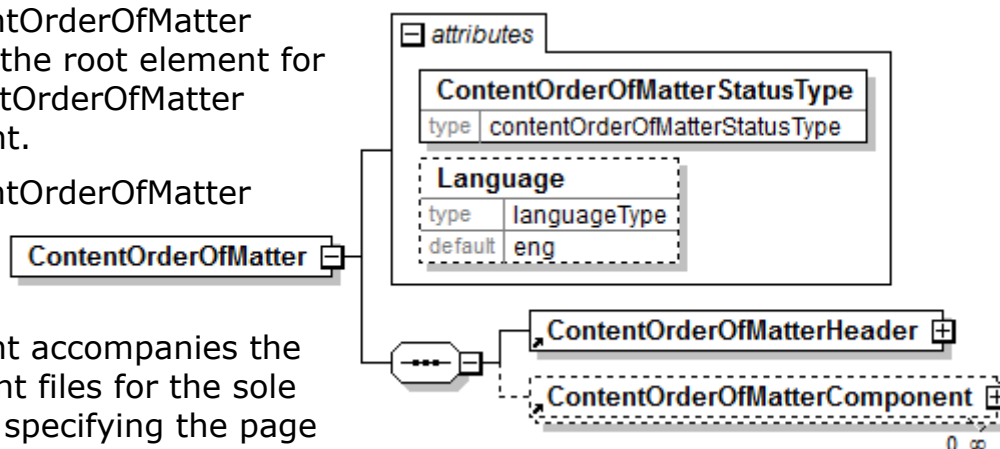 ntOrderOfMatter
the root element for
ntOrderOfMatter
nt.
ntOrderOfMatter
nt accompanies the
nt files for the sole
specifying the page
ContentOrderOfMatter
attributes
ContentOrderOfMatterStatusType
type contentOrderOfMatterStatusType
Language
type languageType
default eng
ContentOrderOfMatterHeader
ContentOrderOfMatterComponent
0 ∞